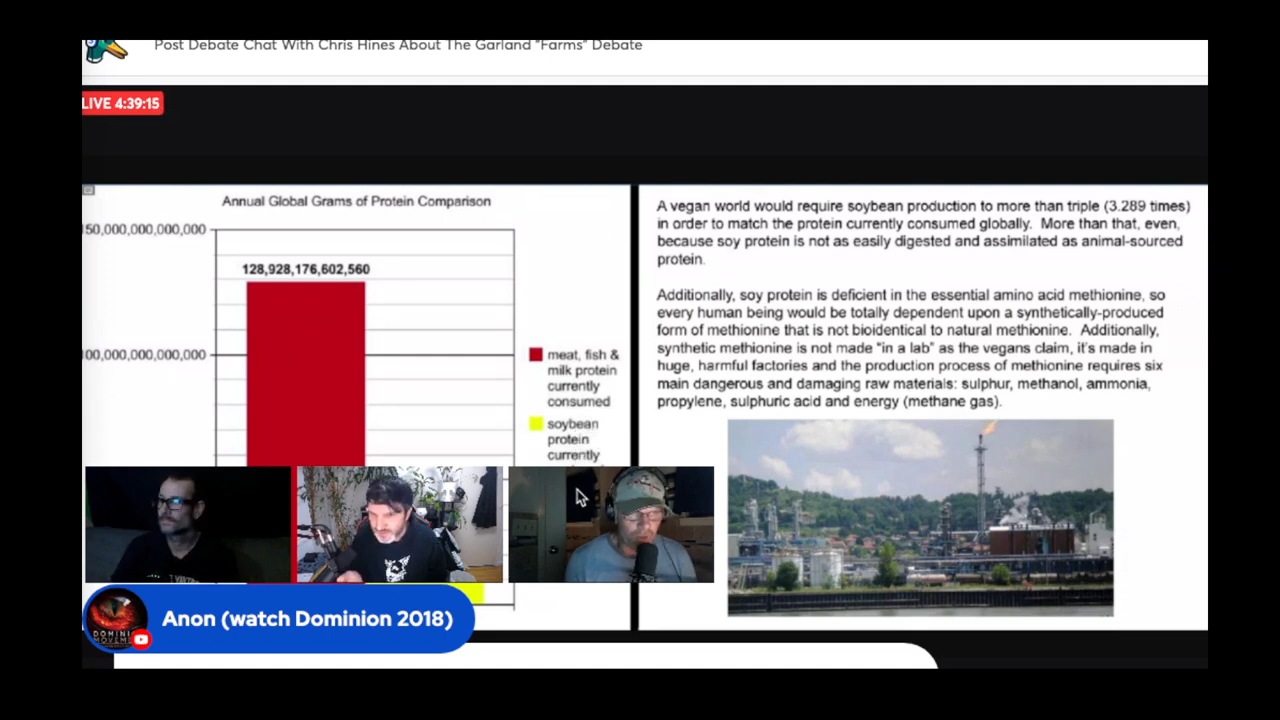 Post Debate Chat With Chris Hines About The Garland "Farms" Debate
LIVE 4:39:15
Annual Global Grams of Protein Comparison
50,000,000,000,000
128,928,176,602,560
00,000,000,000,000
meat, fish &
milk protein
currently
consumed
soybean
protein
currently
A vegan world would require soybean production to more than triple (3.289 times)
in order to match the protein currently consumed globally. More than that, even,
because soy protein is not as easily digested and assimilated as animal-sourced
protein.
Additionally, soy protein is deficient in the essential amino acid methionine, so
every human being would be totally dependent upon a synthetically-produced
form of methionine that is not bioidentical to natural methionine. Additionally,
synthetic methionine is not made "in a lab" as the vegans claim, it's made in
huge, harmful factories and the production process of methionine requires six
main dangerous and damaging raw materials: sulphur, methanol, ammonia,
propylene, sulphuric acid and energy (methane gas).
Anon (watch Dominion 2018)